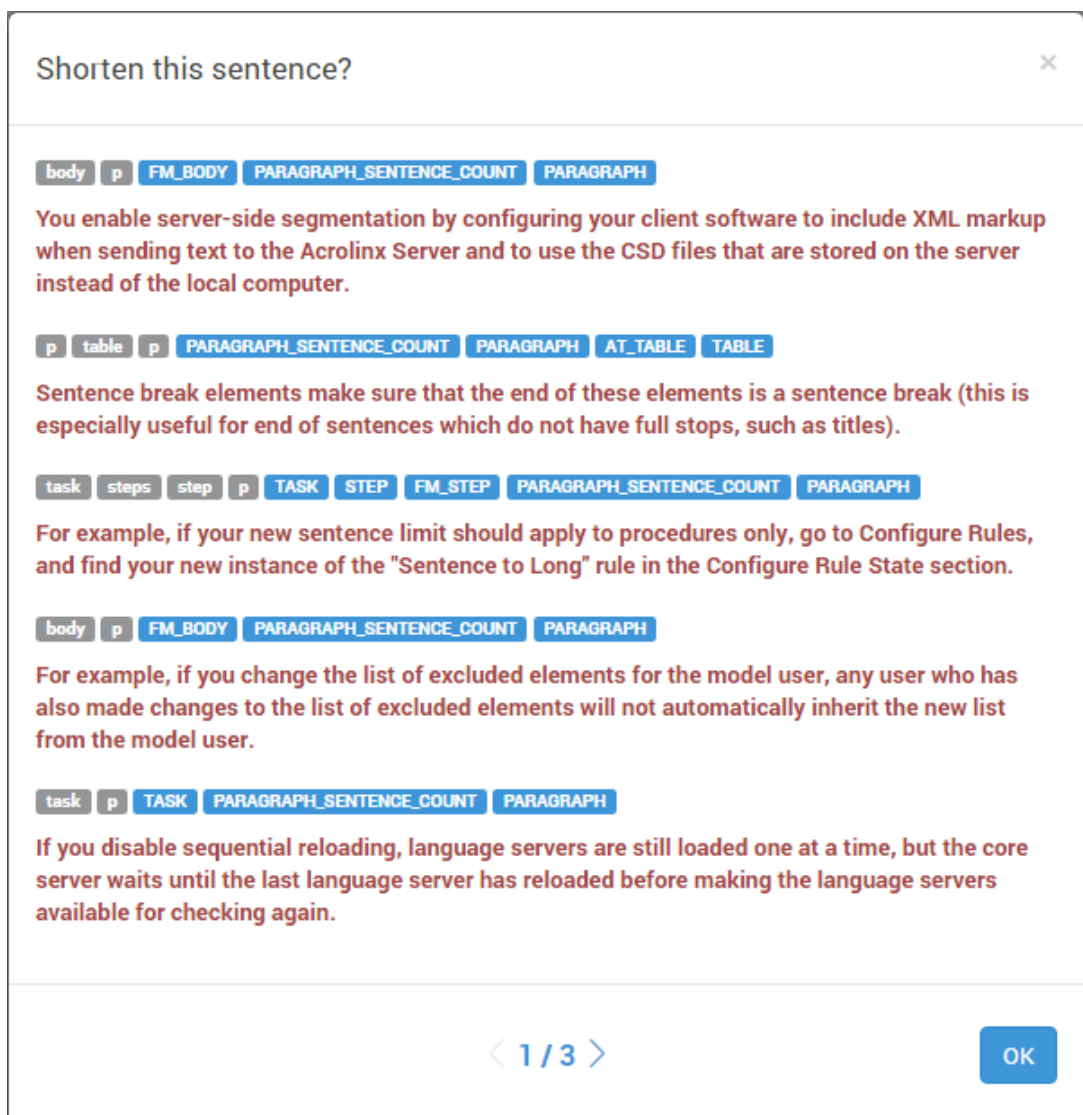 Shorten this sentence?
×
body p FM_BODY PARAGRAPH_SENTENCE_COUNT PARAGRAPH
You enable server-side segmentation by configuring your client software to include XML markup
when sending text to the Acrolinx Server and to use the CSD files that are stored on the server
instead of the local computer.
p table p PARAGRAPH_SENTENCE_COUNT PARAGRAPH AT_TABLE TABLE
Sentence break elements make sure that the end of these elements is a sentence break (this is
especially useful for end of sentences which do not have full stops, such as titles).
task steps step p TASK STEP FM_STEP PARAGRAPH_SENTENCE_COUNT PARAGRAPH
For example, if your new sentence limit should apply to procedures only, go to Configure Rules,
and find your new instance of the "Sentence to Long" rule in the Configure Rule State section.
body p FM_BODY PARAGRAPH_SENTENCE_COUNT PARAGRAPH
For example, if you change the list of excluded elements for the model user, any user who has
also made changes to the list of excluded elements will not automatically inherit the new list
from the model user.
task p TASK PARAGRAPH_SENTENCE_COUNT PARAGRAPH
If you disable sequential reloading, language servers are still loaded one at a time, but the core
server waits until the last language server has reloaded before making the language servers
available for checking again.
< 1 / 3 >
OK